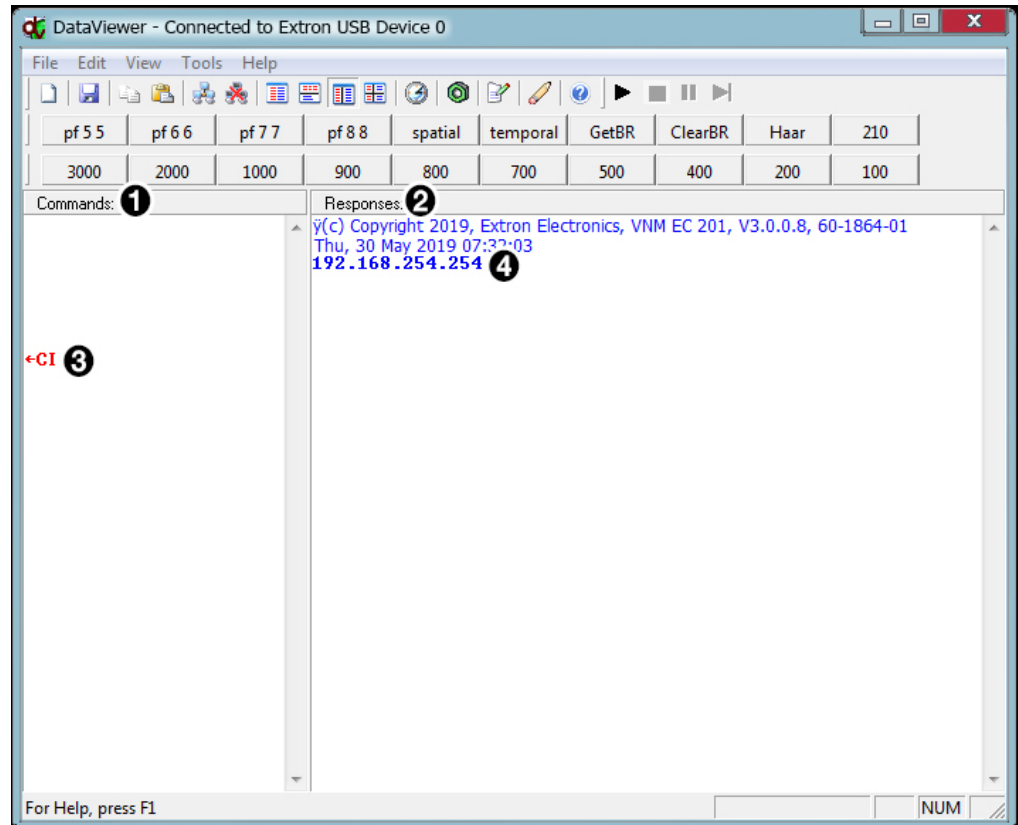 DataViewer - Connected to Extron USB Device 0
File Edit View Tools Help
pf 5 5 pf 6 6 pf 7 7 pf 8 8 spatial temporal GetBR ClearBR Haar 210
3000 2000 1000 900 800 700 500 400 200 100
Commands: 1 Responses: 2
ÿ(c) Copyright 2019, Extron Electronics, VNM EC 201, V3.0.0.8, 60-1864-01
Thu, 30 May 2019 07:32:03
192.168.254.254 4
←CI 3
For Help, press F1 NUM